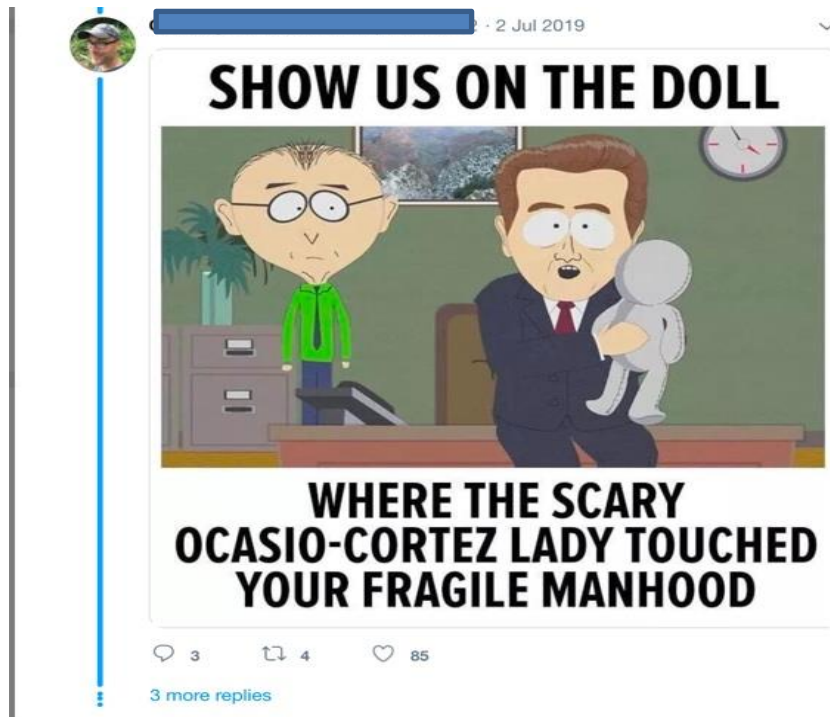 · 2 Jul 2019
SHOW US ON THE DOLL
WHERE THE SCARY
OCASIO-CORTEZ LADY TOUCHED
YOUR FRAGILE MANHOOD
3 4 85
3 more replies